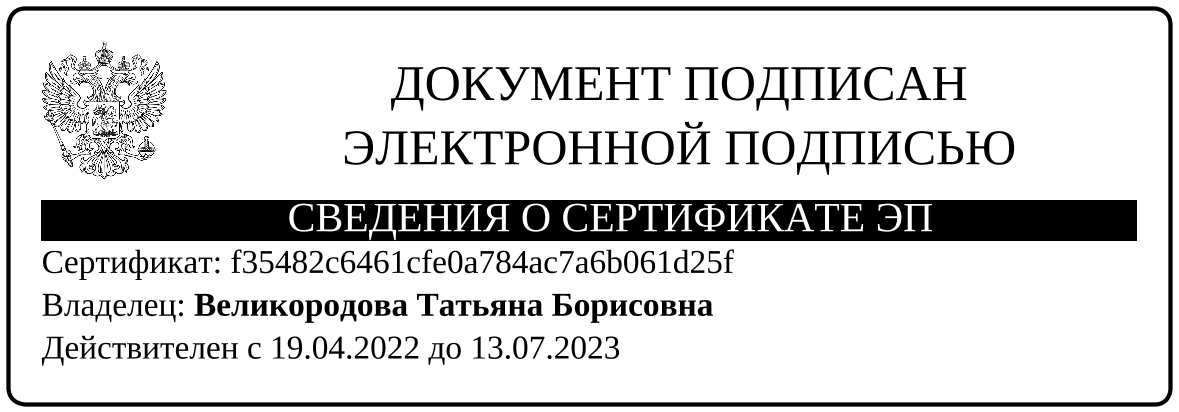 ДОКУМЕНТ ПОДПИСАН
ЭЛЕКТРОННОЙ ПОДПИСЬЮ
СВЕДЕНИЯ О СЕРТИФИКАТЕ ЭП
Сертификат: f35482c6461cfe0a784ac7a6b061d25f
Владелец: Великородова Татьяна Борисовна
Действителен с 19.04.2022 до 13.07.2023